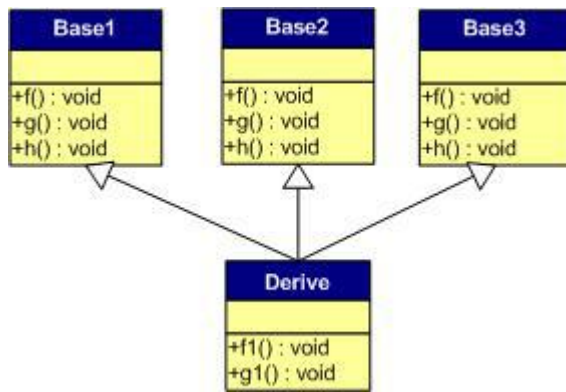 Base1
+f() : void
+g() : void
+h() : void
Base2
+f() : void
+g() : void
+h() : void
Base3
+f() : void
+g() : void
+h() : void
Derive
+f1() : void
+g1() : void